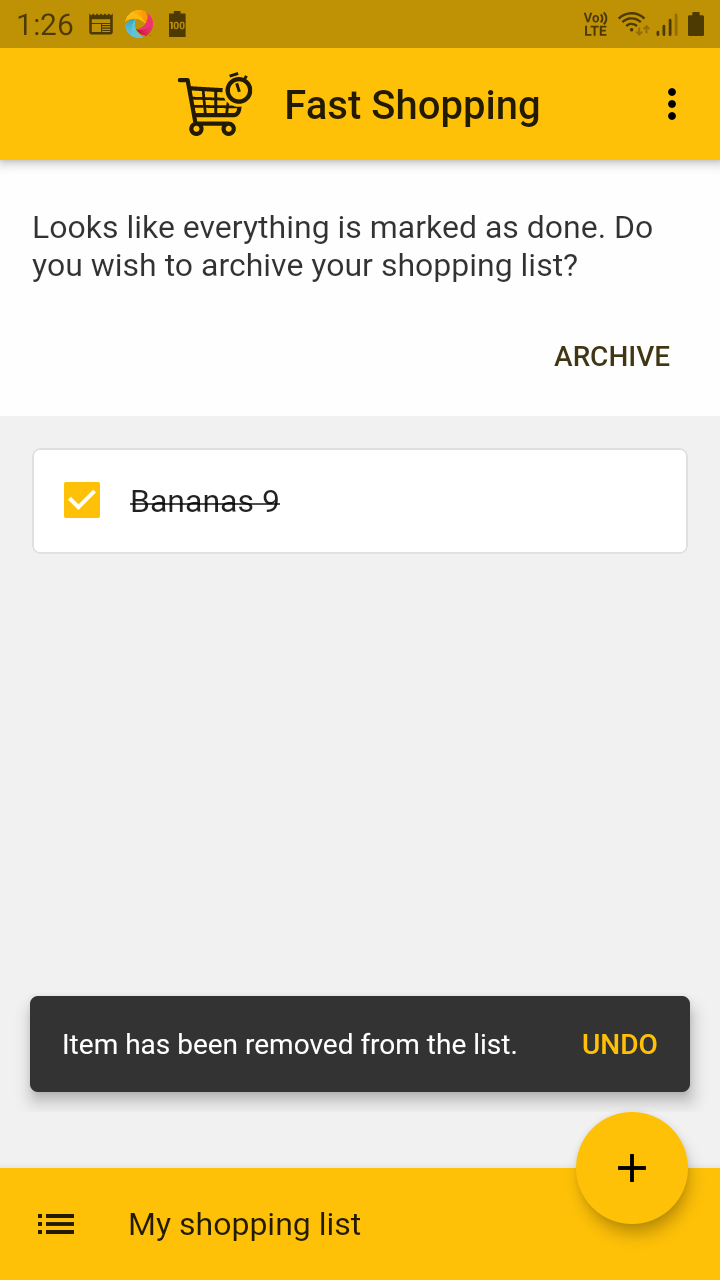 1:26
100
Vo))
LTE
Fast Shopping
Looks like everything is marked as done. Do
you wish to archive your shopping list?
ARCHIVE
Bananas 9
Item has been removed from the list.
UNDO
My shopping list